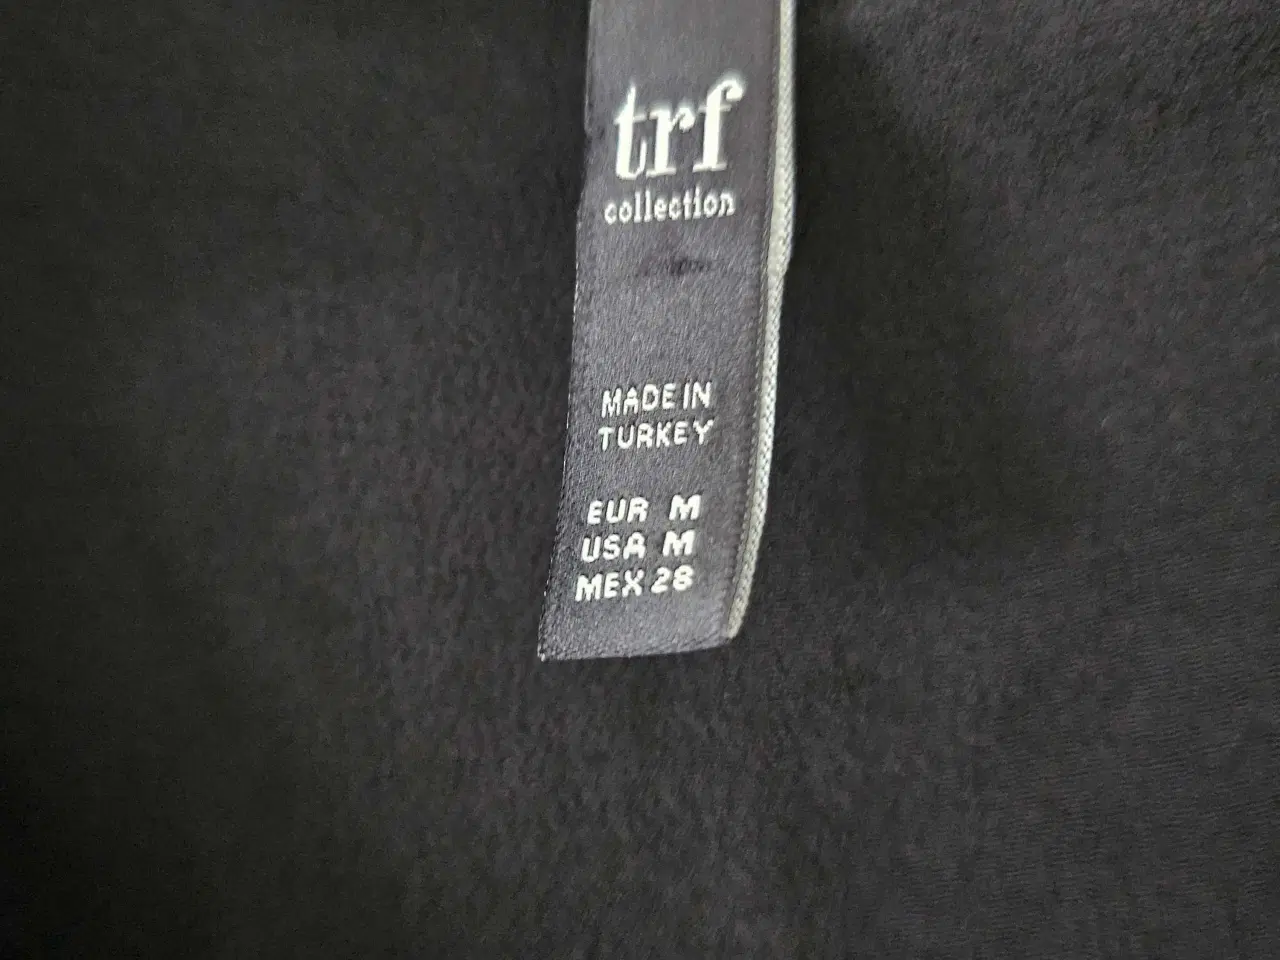 trf
collection
MADE IN
TURKEY
EUR M
USA M
MEX 28